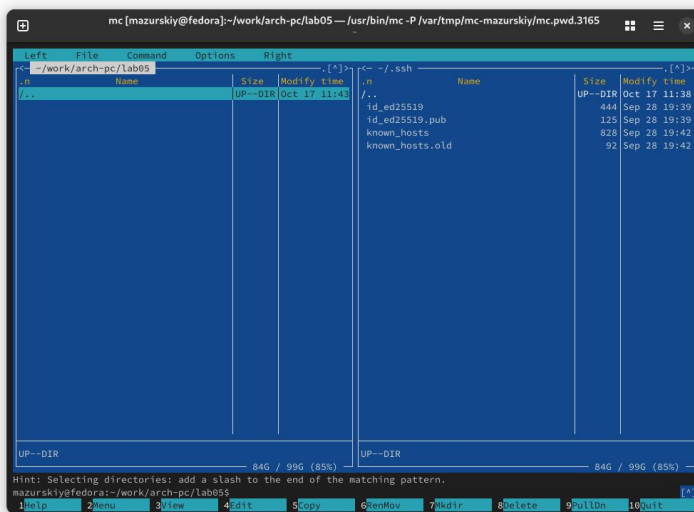 mc [mazurskiy@fedora]:~/work/arch-pc/lab05 — /usr/bin/mc -P /var/tmp/mc-mazurskiy/mc.pwd.3165
~
Left File Command Options Right
<— ~/work/arch-pc/lab05 .[^]>
.n Name Size Modify time
/.. UP--DIR Oct 17 11:43
UP--DIR
84G / 99G (85%)
<— ~/.ssh .[^]>
.n Name Size Modify time
/.. UP--DIR Oct 17 11:38
id_ed25519 444 Sep 28 19:39
id_ed25519.pub 125 Sep 28 19:39
known_hosts 828 Sep 28 19:42
known_hosts.old 92 Sep 28 19:42
UP--DIR
84G / 99G (85%)
Hint: Selecting directories: add a slash to the end of the matching pattern.
mazurskiy@fedora:~/work/arch-pc/lab05$ [^]
1Help 2Menu 3View 4Edit 5Copy 6RenMov 7Mkdir 8Delete 9PullDn 10Quit